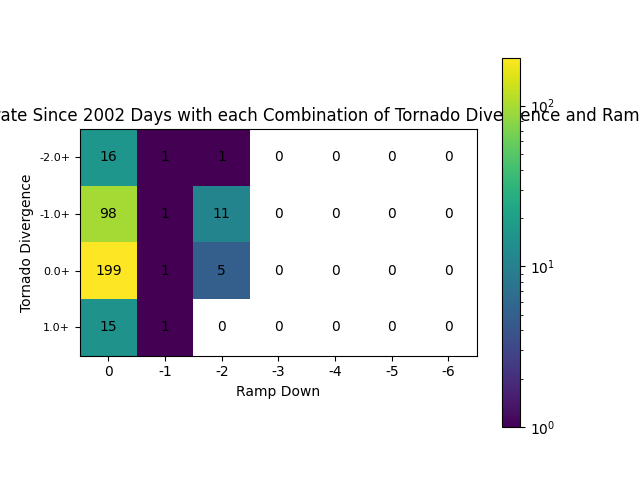 rate Since 2002 Days with each Combination of Tornado Divergence and Ram
-2.0+ 16 1 1 0 0 0 0
-1.0+ 98 1 11 0 0 0 0
0.0+ 199 1 5 0 0 0 0
1.0+ 15 1 0 0 0 0 0
0 -1 -2 -3 -4 -5 -6
Ramp Down
Tornado Divergence
10^2
10^1
10^0